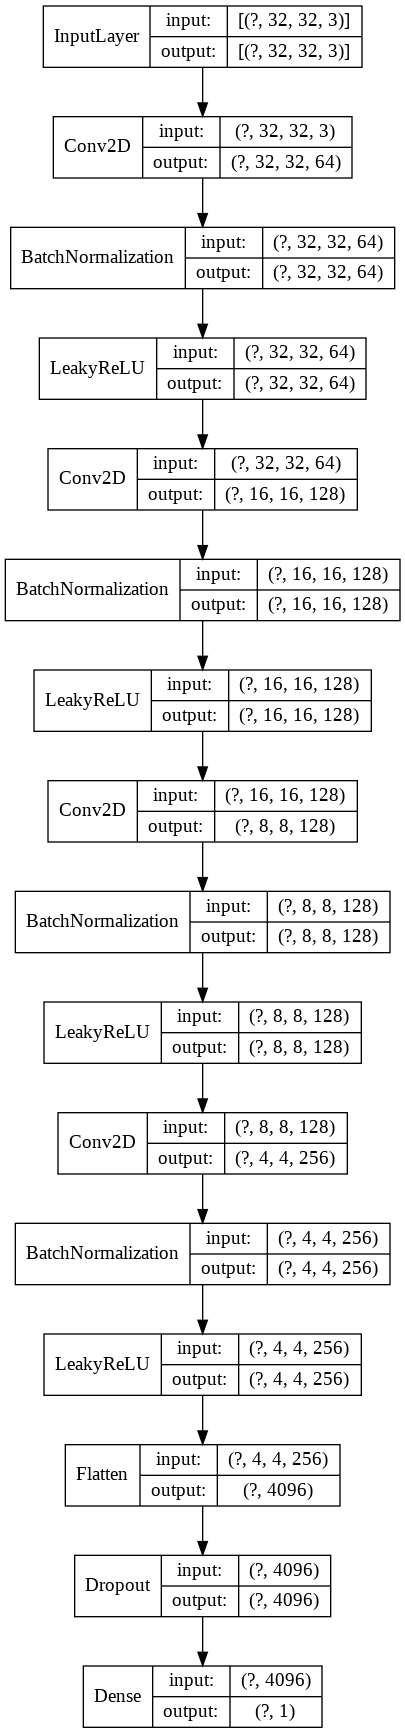 InputLayer
input: [(?, 32, 32, 3)]
output: [(?, 32, 32, 3)]
Conv2D
input: (?, 32, 32, 3)
output: (?, 32, 32, 64)
BatchNormalization
input: (?, 32, 32, 64)
output: (?, 32, 32, 64)
LeakyReLU
input: (?, 32, 32, 64)
output: (?, 32, 32, 64)
Conv2D
input: (?, 32, 32, 64)
output: (?, 16, 16, 128)
BatchNormalization
input: (?, 16, 16, 128)
output: (?, 16, 16, 128)
LeakyReLU
input: (?, 16, 16, 128)
output: (?, 16, 16, 128)
Conv2D
input: (?, 16, 16, 128)
output: (?, 8, 8, 128)
BatchNormalization
input: (?, 8, 8, 128)
output: (?, 8, 8, 128)
LeakyReLU
input: (?, 8, 8, 128)
output: (?, 8, 8, 128)
Conv2D
input: (?, 8, 8, 128)
output: (?, 4, 4, 256)
BatchNormalization
input: (?, 4, 4, 256)
output: (?, 4, 4, 256)
LeakyReLU
input: (?, 4, 4, 256)
output: (?, 4, 4, 256)
Flatten
input: (?, 4, 4, 256)
output: (?, 4096)
Dropout
input: (?, 4096)
output: (?, 4096)
Dense
input: (?, 4096)
output: (?, 1)